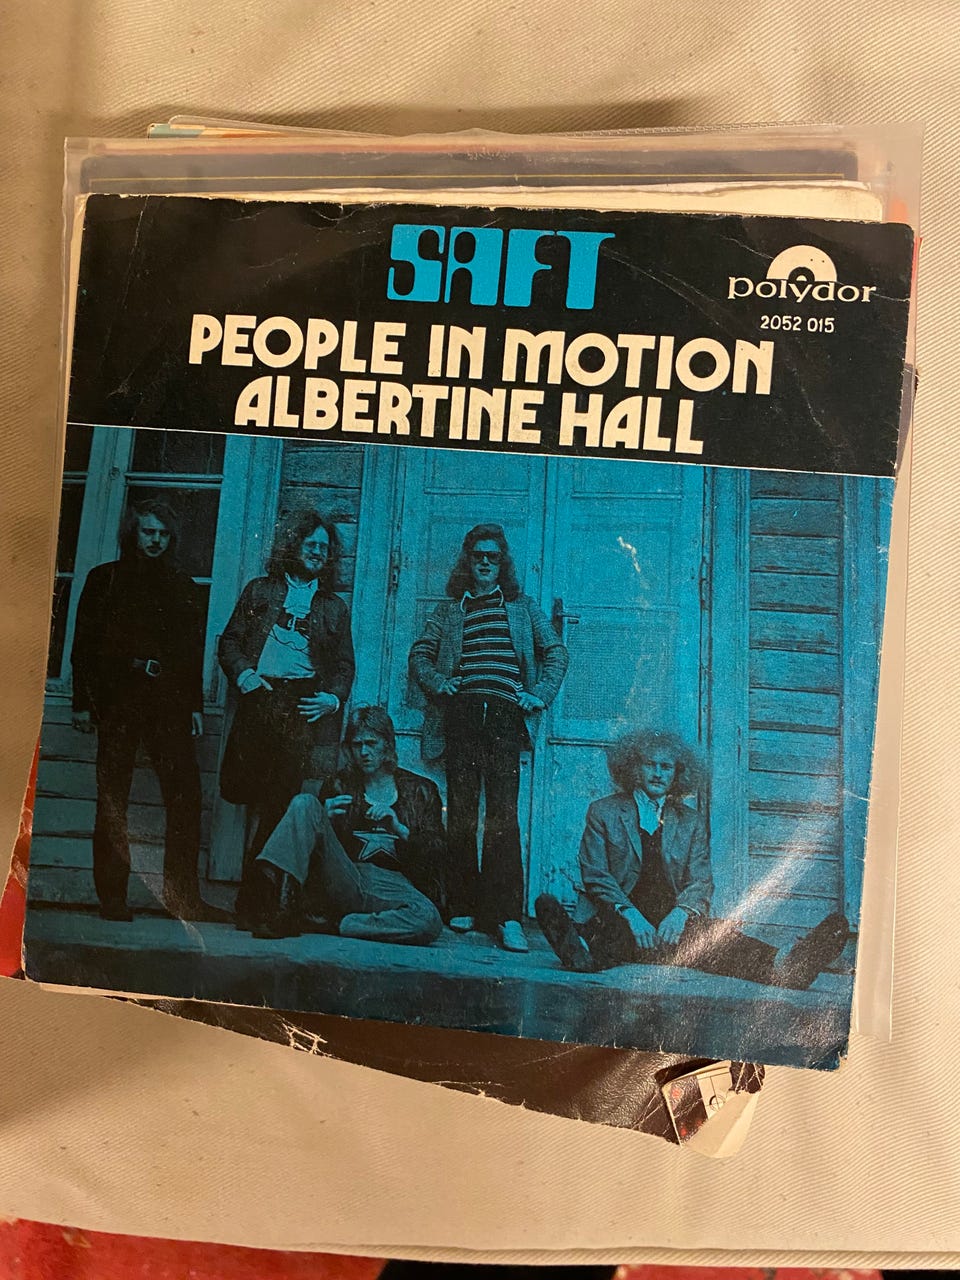 SAFT
polydor
2052 015
PEOPLE IN MOTION
ALBERTINE HALL